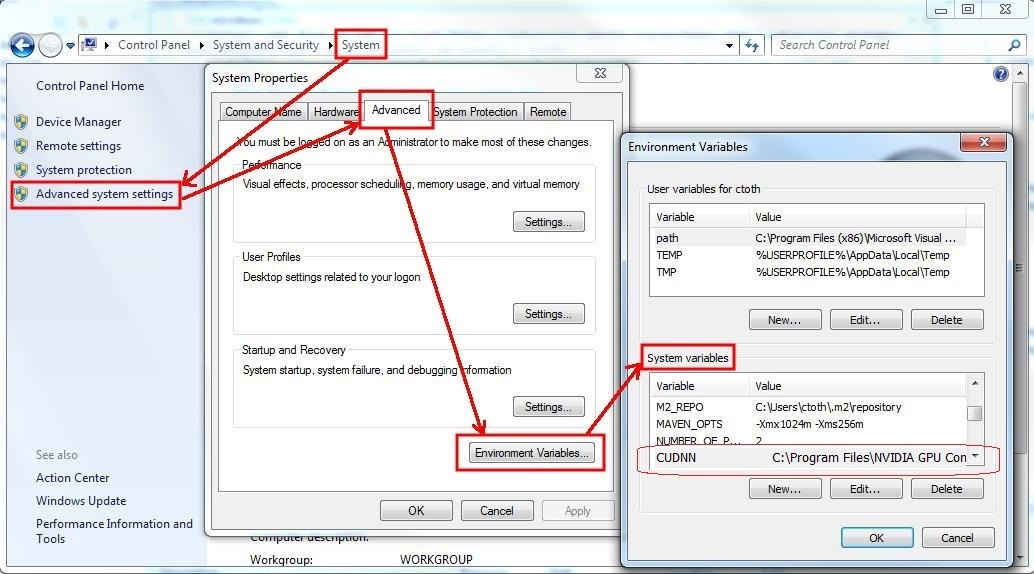 Control Panel System and Security System
Search Control Panel
Control Panel Home
Device Manager
Remote settings
System protection
Advanced system settings
See also
Action Center
Windows Update
Performance Information and
Tools
System Properties
Computer Name Hardware Advanced System Protection Remote
You must be logged on as an Administrator to make most of these changes.
Performance
Visual effects, processor scheduling, memory usage, and virtual memory
Settings...
User Profiles
Desktop settings related to your logon
Settings...
Startup and Recovery
System startup, system failure, and debugging information
Settings...
Environment Variables...
OK Cancel Apply
Computer description:
Workgroup: WORKGROUP
Environment Variables
User variables for ctoth
Variable Value
path C:\Program Files (x86)\Microsoft Visual ...
TEMP %USERPROFILE%\AppData\Local\Temp
TMP %USERPROFILE%\AppData\Local\Temp
New... Edit... Delete
System variables
Variable Value
M2_REPO C:\Users\ctoth\.m2\repository
MAVEN_OPTS -Xmx1024m -Xms256m
NUMBER_OF_P... 2
CUDNN C:\Program Files\NVIDIA GPU Con
New... Edit... Delete
OK Cancel